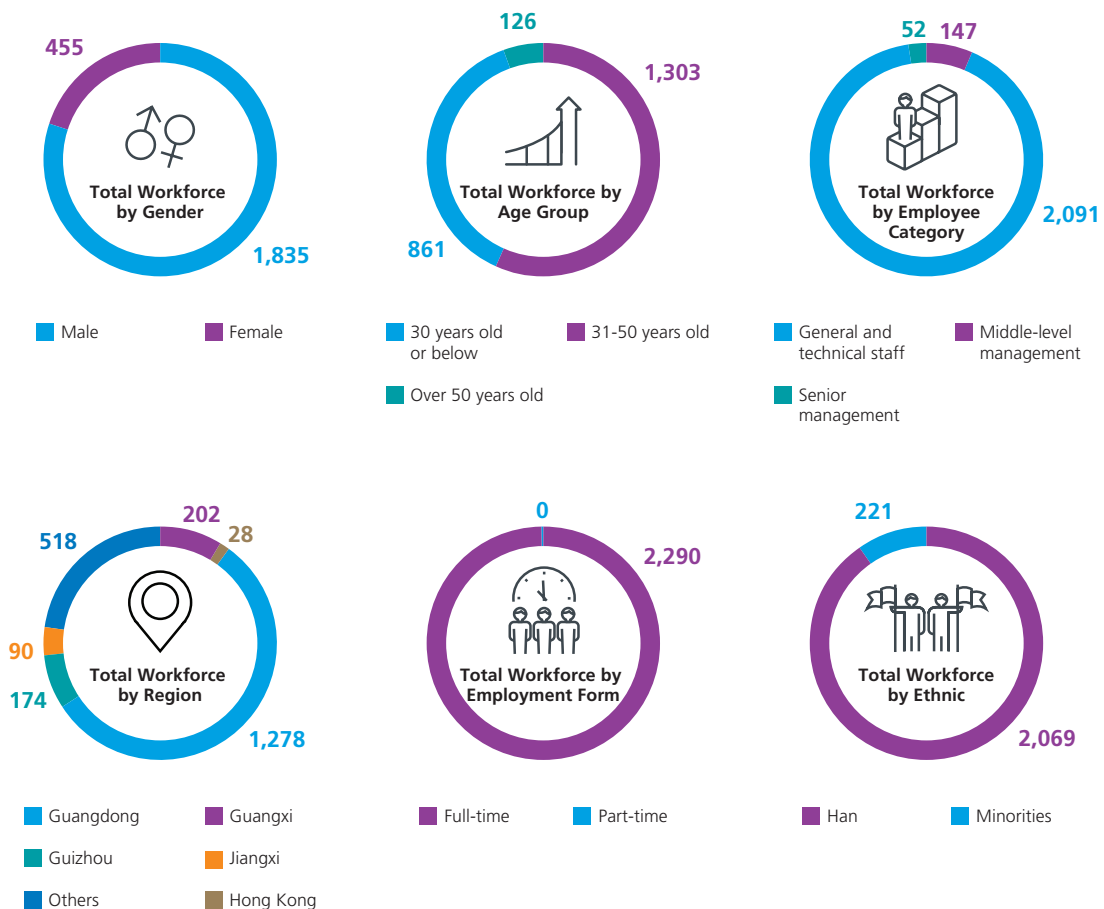 455
Total Workforce
by Gender
1,835
Male
Female
126
1,303
Total Workforce by
Age Group
861
30 years old
or below
31-50 years old
Over 50 years old
52
147
Total Workforce
by Employee
Category
2,091
General and
technical staff
Middle-level
management
Senior
management
202
28
518
90
Total Workforce
by Region
174
1,278
Guangdong
Guangxi
Guizhou
Jiangxi
Others
Hong Kong
0
2,290
Total Workforce by
Employment Form
Full-time
Part-time
221
Total Workforce
by Ethnic
2,069
Han
Minorities